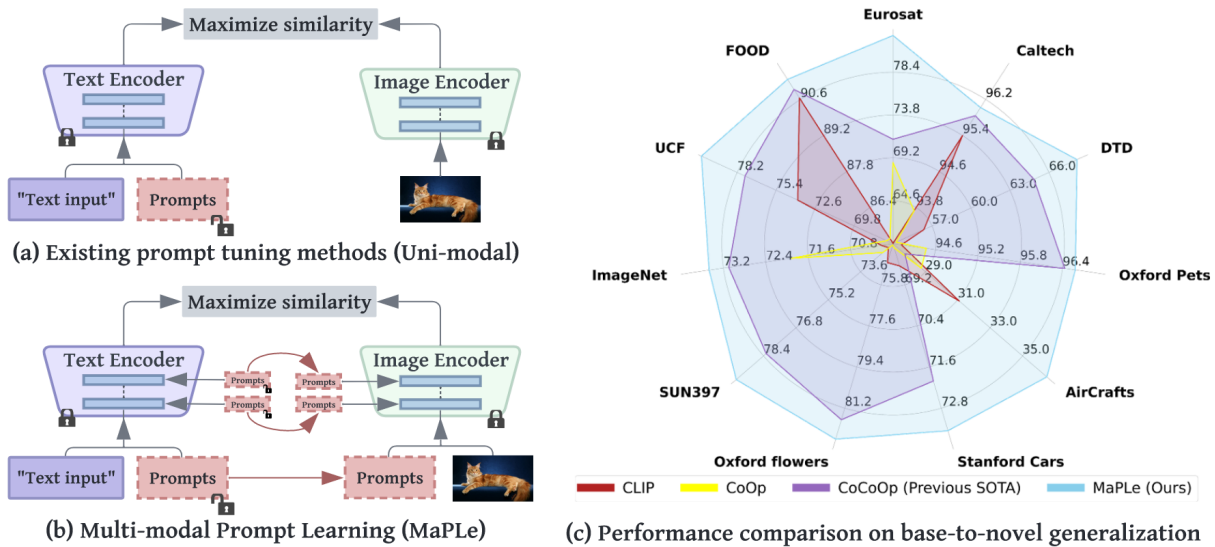 Maximize similarity
Text Encoder
Image Encoder
"Text input"
Prompts
(a) Existing prompt tuning methods (Uni-modal)
Maximize similarity
Text Encoder
Image Encoder
Prompts
Prompts
Prompts
Prompts
"Text input"
Prompts
Prompts
(b) Multi-modal Prompt Learning (MaPLe)
Eurosat
78.4
73.8
69.2
64.6
Caltech
96.2
95.4
94.6
93.8
DTD
66.0
63.0
60.0
57.0
Oxford Pets
96.4
95.8
95.2
94.6
AirCrafts
35.0
33.0
31.0
29.0
Stanford Cars
72.8
71.6
70.4
69.2
Oxford flowers
81.2
79.4
77.6
75.8
SUN397
78.4
76.8
75.2
73.6
ImageNet
73.2
72.4
71.6
70.8
UCF
78.2
75.4
72.6
69.8
FOOD
90.6
89.2
87.8
86.4
CLIP
CoOp
CoCoOp (Previous SOTA)
MaPLe (Ours)
(c) Performance comparison on base-to-novel generalization